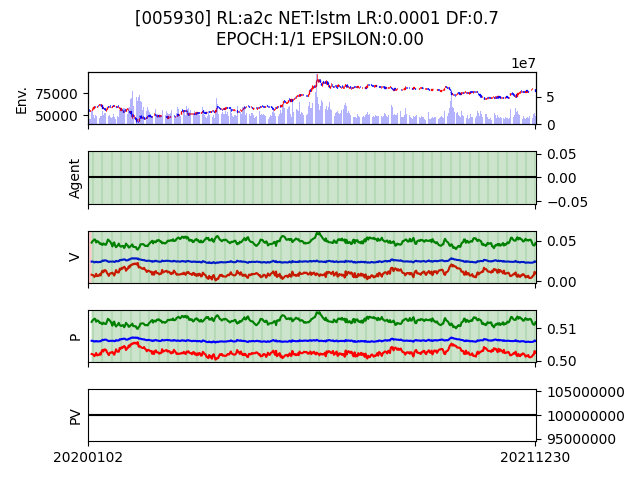 [005930] RL:a2c NET:lstm LR:0.0001 DF:0.7
EPOCH:1/1 EPSILON:0.00
1e7
Env.
75000
50000
5
0
Agent
0.05
0.00
−0.05
V
0.05
0.00
P
0.51
0.50
PV
105000000
100000000
95000000
20200102
20211230